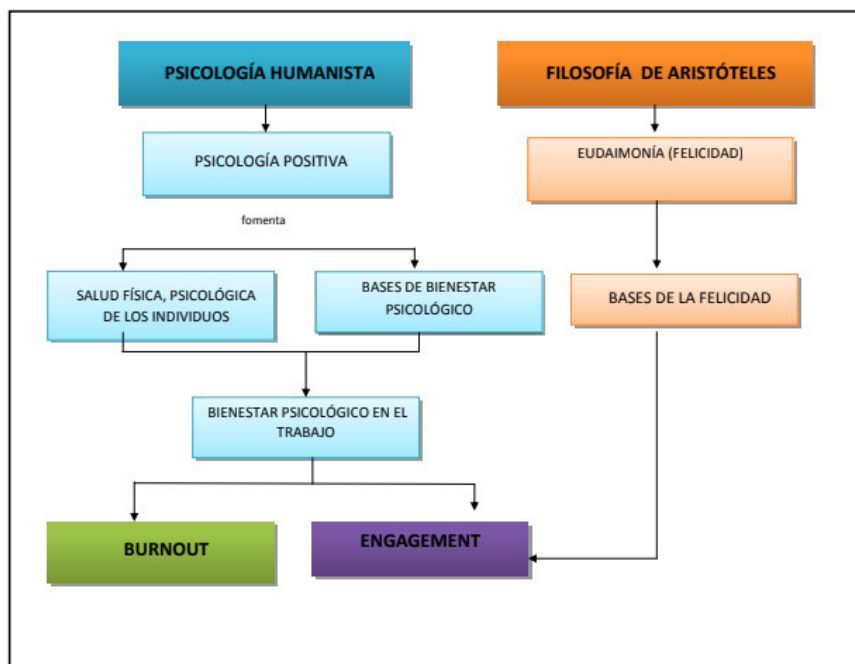 PSICOLOGÍA HUMANISTA
FILOSOFÍA DE ARISTÓTELES
PSICOLOGÍA POSITIVA
EUDAIMONÍA (FELICIDAD)
fomenta
SALUD FÍSICA, PSICOLÓGICA
DE LOS INDIVIDUOS
BASES DE BIENESTAR
PSICOLÓGICO
BASES DE LA FELICIDAD
BIENESTAR PSICOLÓGICO EN EL
TRABAJO
BURNOUT
ENGAGEMENT